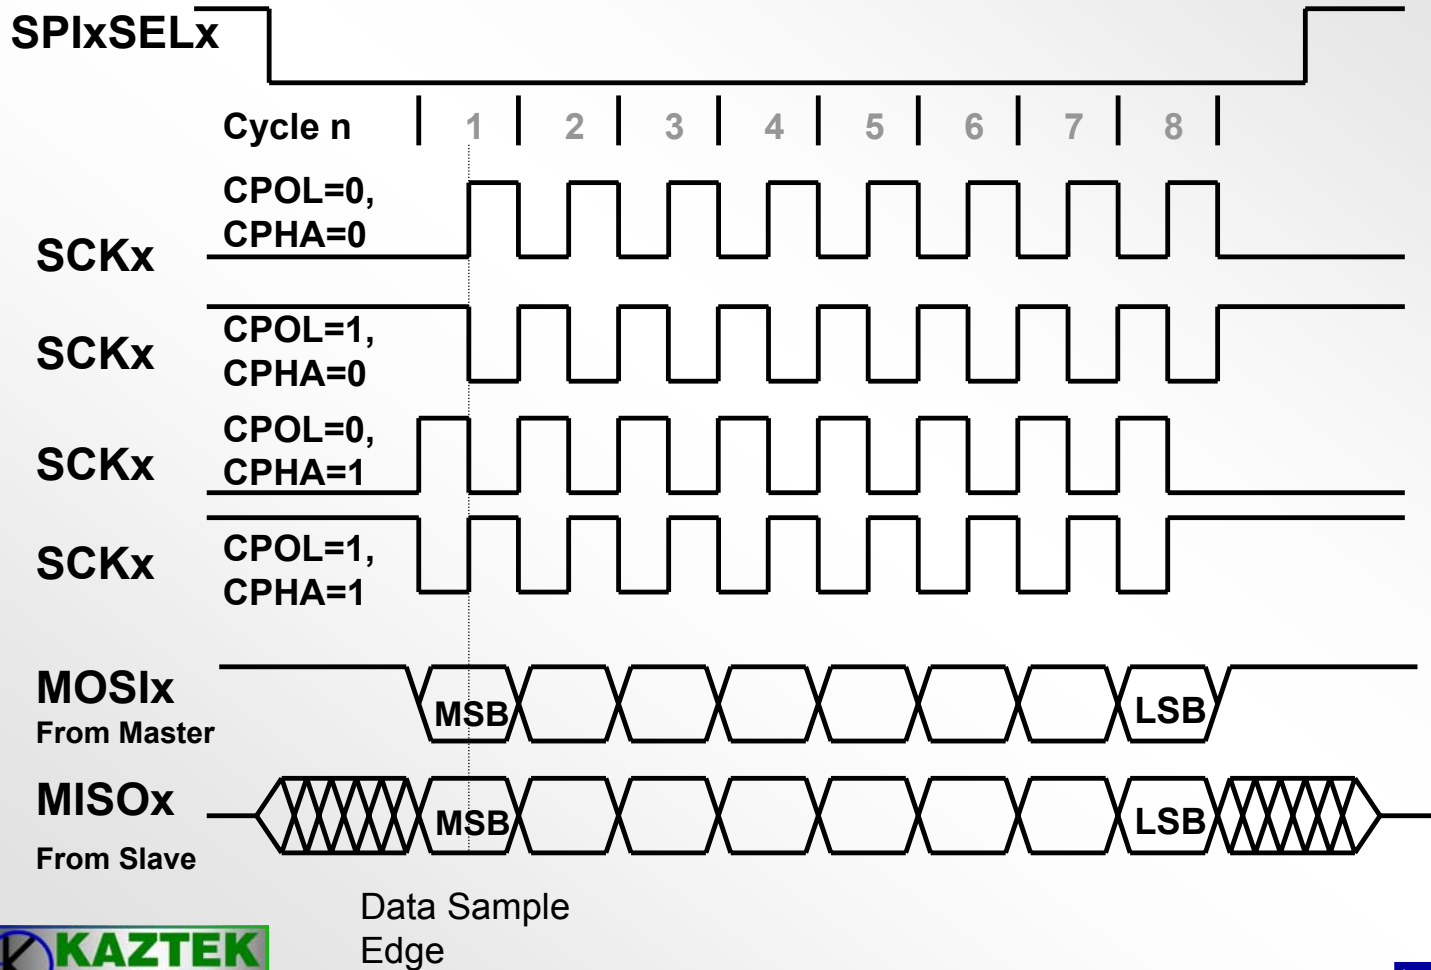 SPIxSELx
Cycle n 1 2 3 4 5 6 7 8
CPOL=0,
CPHA=0
SCKx
CPOL=1,
CPHA=0
SCKx
CPOL=0,
CPHA=1
SCKx
CPOL=1,
CPHA=1
SCKx
MOSIx
From Master
MSB
LSB
MISOx
From Slave
MSB
LSB
Data Sample
Edge
KAZTEK